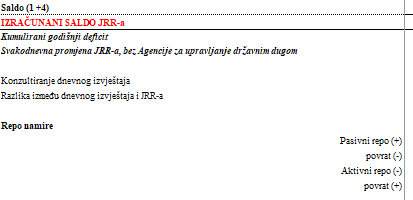 Saldo (1 +4)
IZRAČUNANI SALDO JRR-a
Kumulirani godišnji deficit
Svakodnevna promjena JRR-a, bez Agencije za upravljanje državnim dugom
Konzultiranje dnevnog izvještaja
Razlika između dnevnog izvještaja i JRR-a
Repo namire
Pasivni repo (+)
povrat (-)
Aktivni repo (-)
povrat (+)